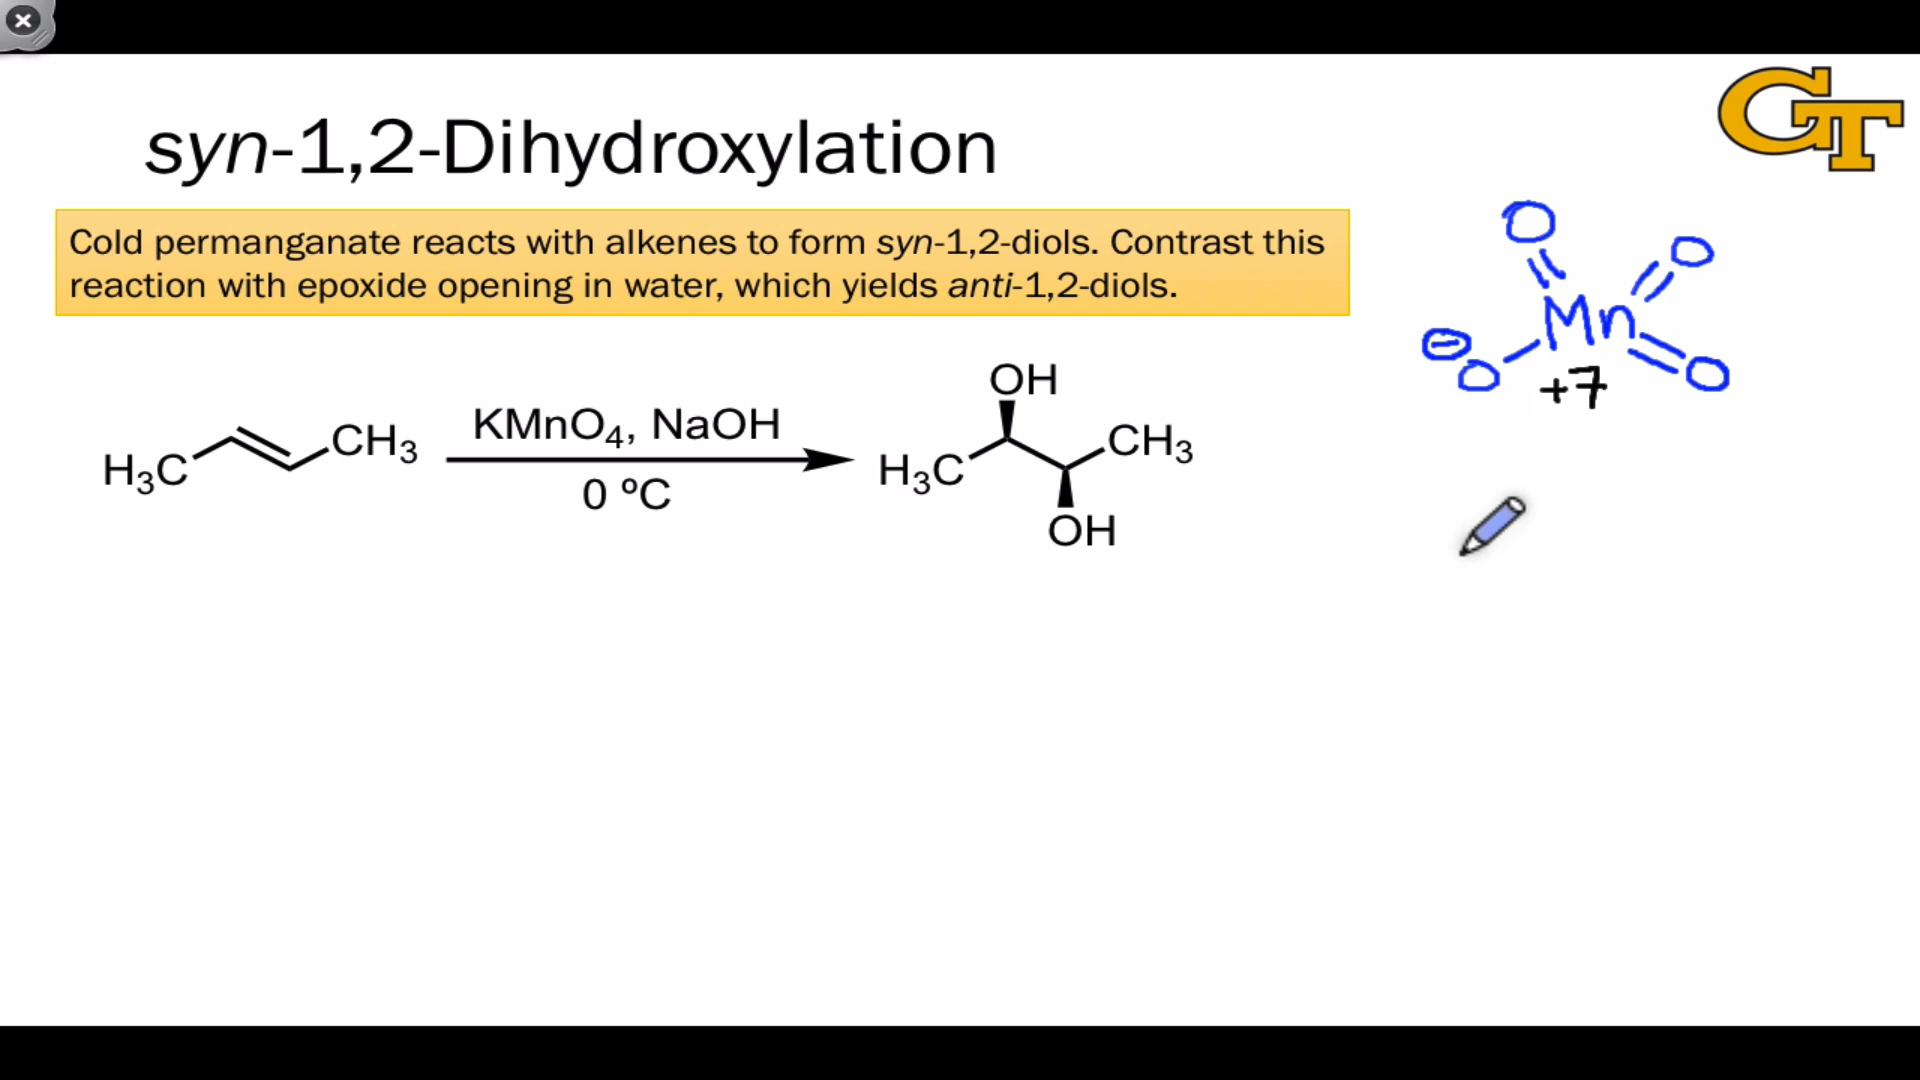 GT
syn-1,2-Dihydroxylation
Cold permanganate reacts with alkenes to form syn-1,2-diols. Contrast this
reaction with epoxide opening in water, which yields anti-1,2-diols.
O
O
Mn
⊖
O
O
+7
H₃C
CH₃
KMnO₄, NaOH
0 ºC
OH
H₃C
CH₃
OH